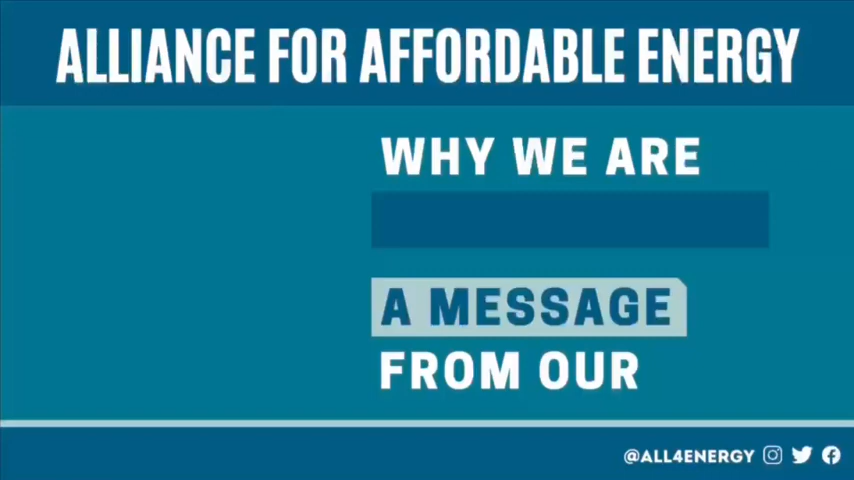 ALLIANCE FOR AFFORDABLE ENERGY
WHY WE ARE
A MESSAGE
FROM OUR
@ALL4ENERGY